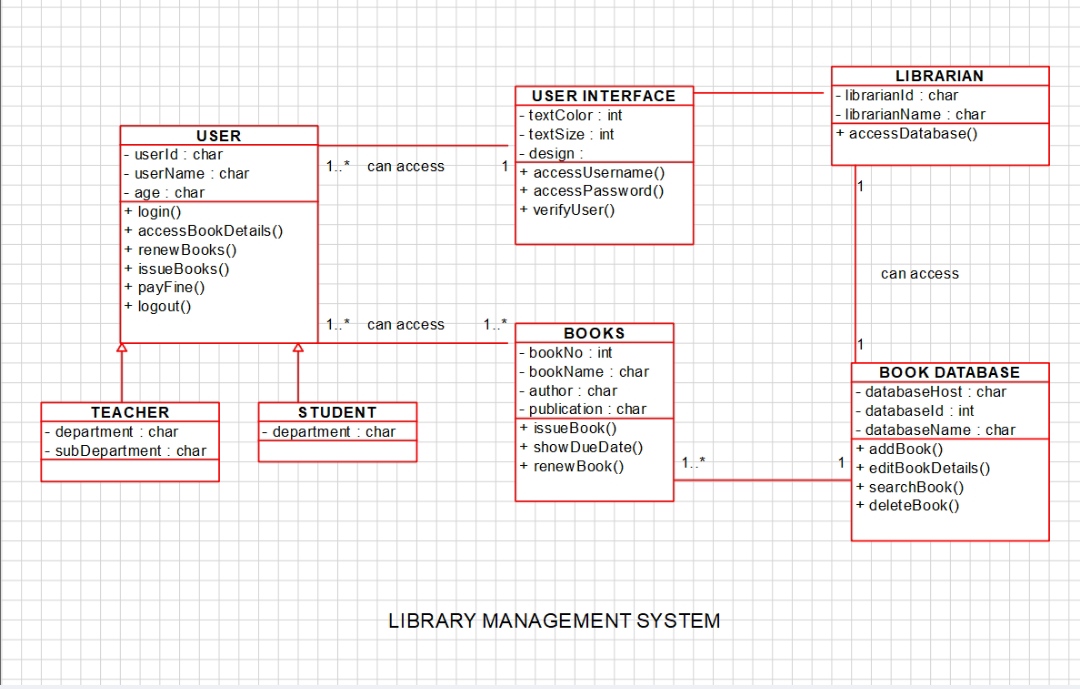 USER
- userId : char
- userName : char
- age : char
+ login()
+ accessBookDetails()
+ renewBooks()
+ issueBooks()
+ payFine()
+ logout()
1..* can access 1
USER INTERFACE
- textColor : int
- textSize : int
- design :
+ accessUsername()
+ accessPassword()
+ verifyUser()
LIBRARIAN
- librarianId : char
- librarianName : char
+ accessDatabase()
1
can access
1
1..* can access 1..*
TEACHER
- department : char
- subDepartment : char
STUDENT
- department : char
BOOKS
- bookNo : int
- bookName : char
- author : char
- publication : char
+ issueBook()
+ showDueDate()
+ renewBook()
1..* 1
BOOK DATABASE
- databaseHost : char
- databaseId : int
- databaseName : char
+ addBook()
+ editBookDetails()
+ searchBook()
+ deleteBook()
LIBRARY MANAGEMENT SYSTEM